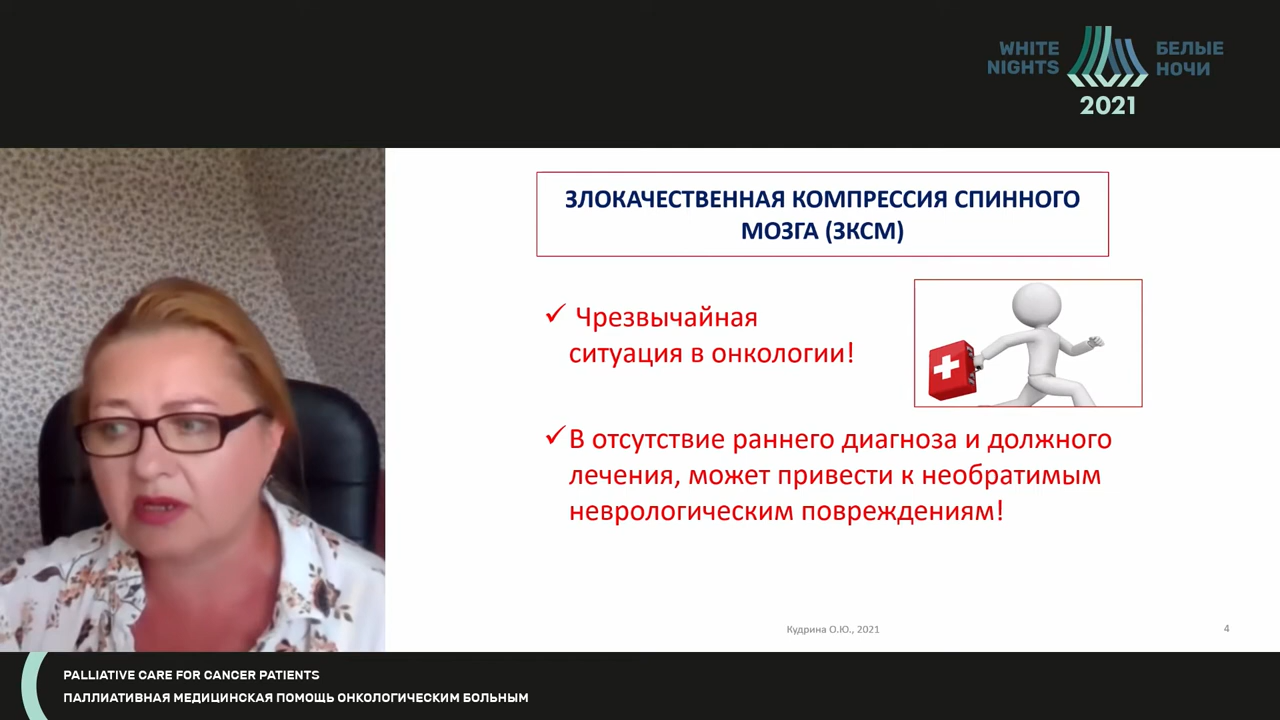 WHITE NIGHTS
БЕЛЫЕ НОЧИ
2021
ЗЛОКАЧЕСТВЕННАЯ КОМПРЕССИЯ СПИННОГО
МОЗГА (ЗКСМ)
✓ Чрезвычайная
ситуация в онкологии!
✓ В отсутствие раннего диагноза и должного
лечения, может привести к необратимым
неврологическим повреждениям!
Кудрина О.Ю., 2021
4
PALLIATIVE CARE FOR CANCER PATIENTS
ПАЛЛИАТИВНАЯ МЕДИЦИНСКАЯ ПОМОЩЬ ОНКОЛОГИЧЕСКИМ БОЛЬНЫМ